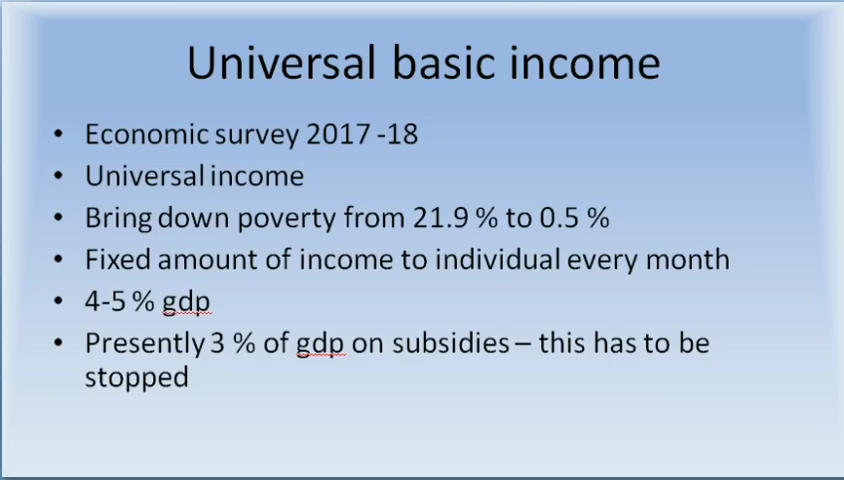 Universal basic income
• Economic survey 2017 -18
• Universal income
• Bring down poverty from 21.9 % to 0.5 %
• Fixed amount of income to individual every month
• 4-5 % gdp
• Presently 3 % of gdp on subsidies – this has to be
stopped